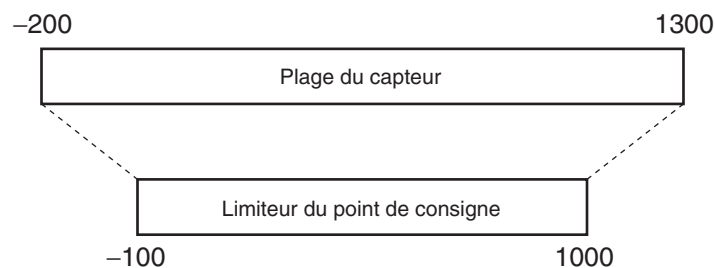 −200 1300
Plage du capteur
Limiteur du point de consigne
−100 1000